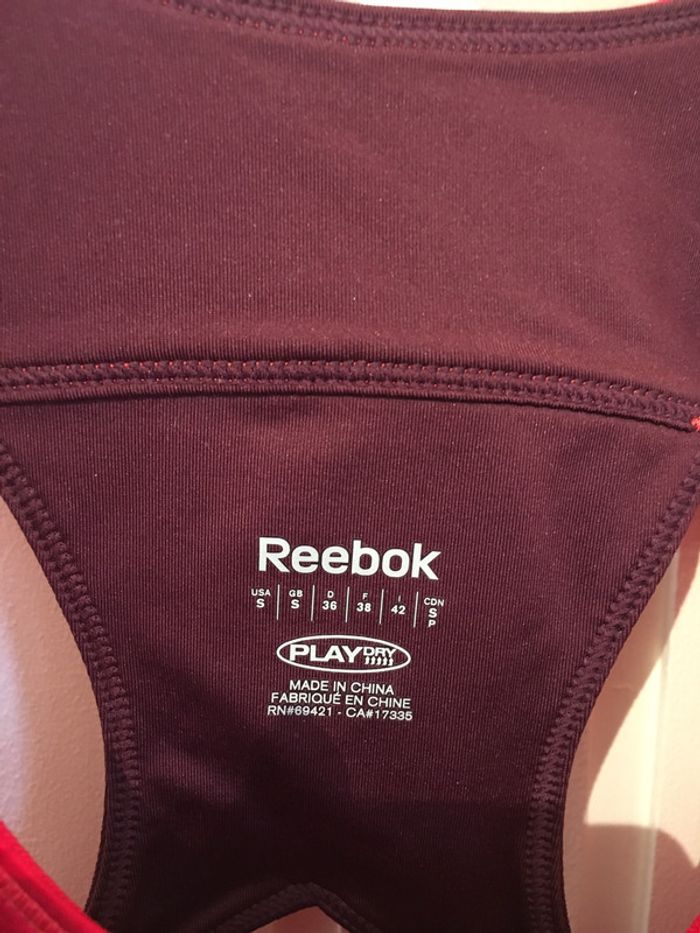 Reebok
USA GB D F I CDN
S S 36 38 42 S
P
PLAYDRY
MADE IN CHINA
FABRIQUÉ EN CHINE
RN#69421 - CA#17335